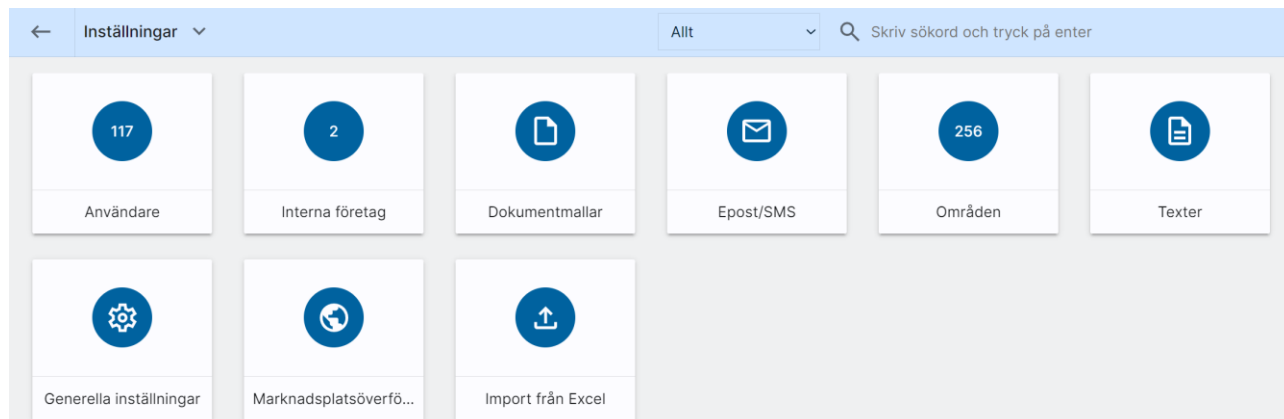 Inställningar
Allt
Skriv sökord och tryck på enter
117
2
256
Användare
Interna företag
Dokumentmallar
Epost/SMS
Områden
Texter
Generella inställningar
Marknadsplatsöverfö...
Import från Excel